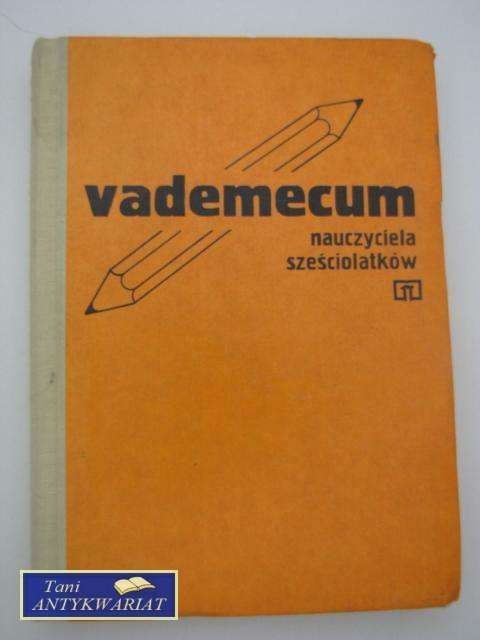 vademecum
nauczyciela
sześciolatków
Tani
ANTYKWARIAT